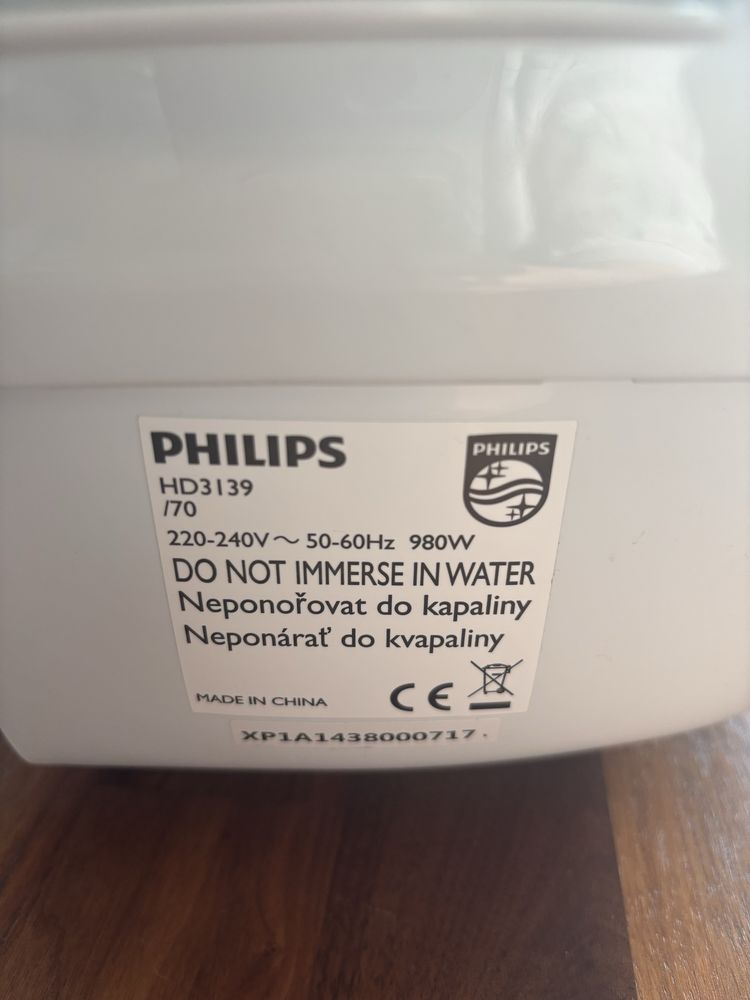 PHILIPS
PHILIPS
HD3139
/70
220-240V ~ 50-60Hz 980W
DO NOT IMMERSE IN WATER
Neponořovat do kapaliny
Neponárať do kvapaliny
MADE IN CHINA
CE
XP1A1438000717.